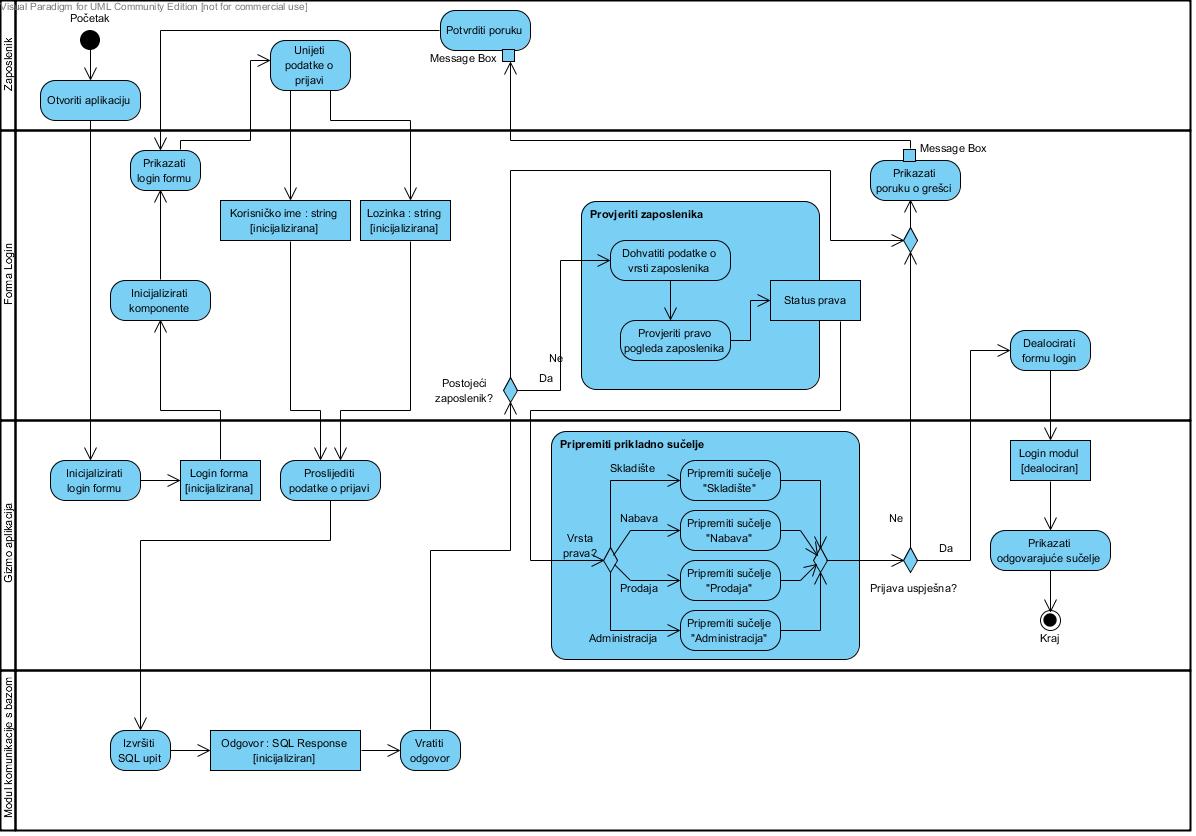 Visual Paradigm for UML Community Edition [not for commercial use]
Zaposlenik
Početak
Otvoriti aplikaciju
Unijeti
podatke o
prijavi
Potvrditi poruku
Message Box
Forma Login
Prikazati
login formu
Korisničko ime : string
[inicijalizirana]
Lozinka : string
[inicijalizirana]
Inicijalizirati
komponente
Postojeći
zaposlenik?
Ne
Da
Provjeriti zaposlenika
Dohvatiti podatke o
vrsti zaposlenika
Provjeriti pravo
pogleda zaposlenika
Status prava
Message Box
Prikazati
poruku o grešci
Dealocirati
formu login
Gizmo aplikacija
Inicijalizirati
login formu
Login forma
[inicijalizirana]
Proslijediti
podatke o prijavi
Pripremiti prikladno sučelje
Vrsta
prava?
Skladište
Pripremiti sučelje
"Skladište"
Nabava
Pripremiti sučelje
"Nabava"
Prodaja
Pripremiti sučelje
"Prodaja"
Administracija
Pripremiti sučelje
"Administracija"
Ne
Da
Prijava uspješna?
Login modul
[dealociran]
Prikazati
odgovarajuće sučelje
Kraj
Modul komunikacije s bazom
Izvršiti
SQL upit
Odgovor : SQL Response
[inicijaliziran]
Vratiti
odgovor